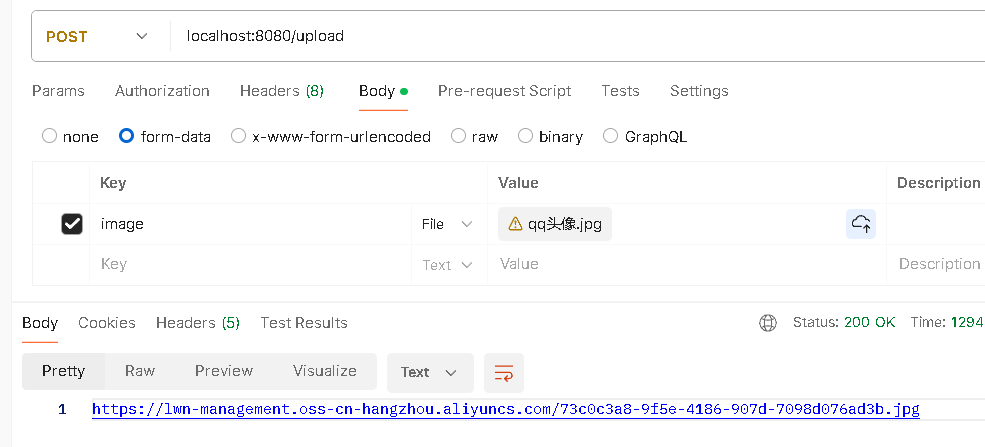 POST localhost:8080/upload
Params Authorization Headers (8) Body Pre-request Script Tests Settings
none form-data x-www-form-urlencoded raw binary GraphQL
Key Value Description
image File qq头像.jpg
Key Text Value Description
Body Cookies Headers (5) Test Results Status: 200 OK Time: 1294
Pretty Raw Preview Visualize Text
1 https://lwn-management.oss-cn-hangzhou.aliyuncs.com/73c0c3a8-9f5e-4186-907d-7098d076ad3b.jpg